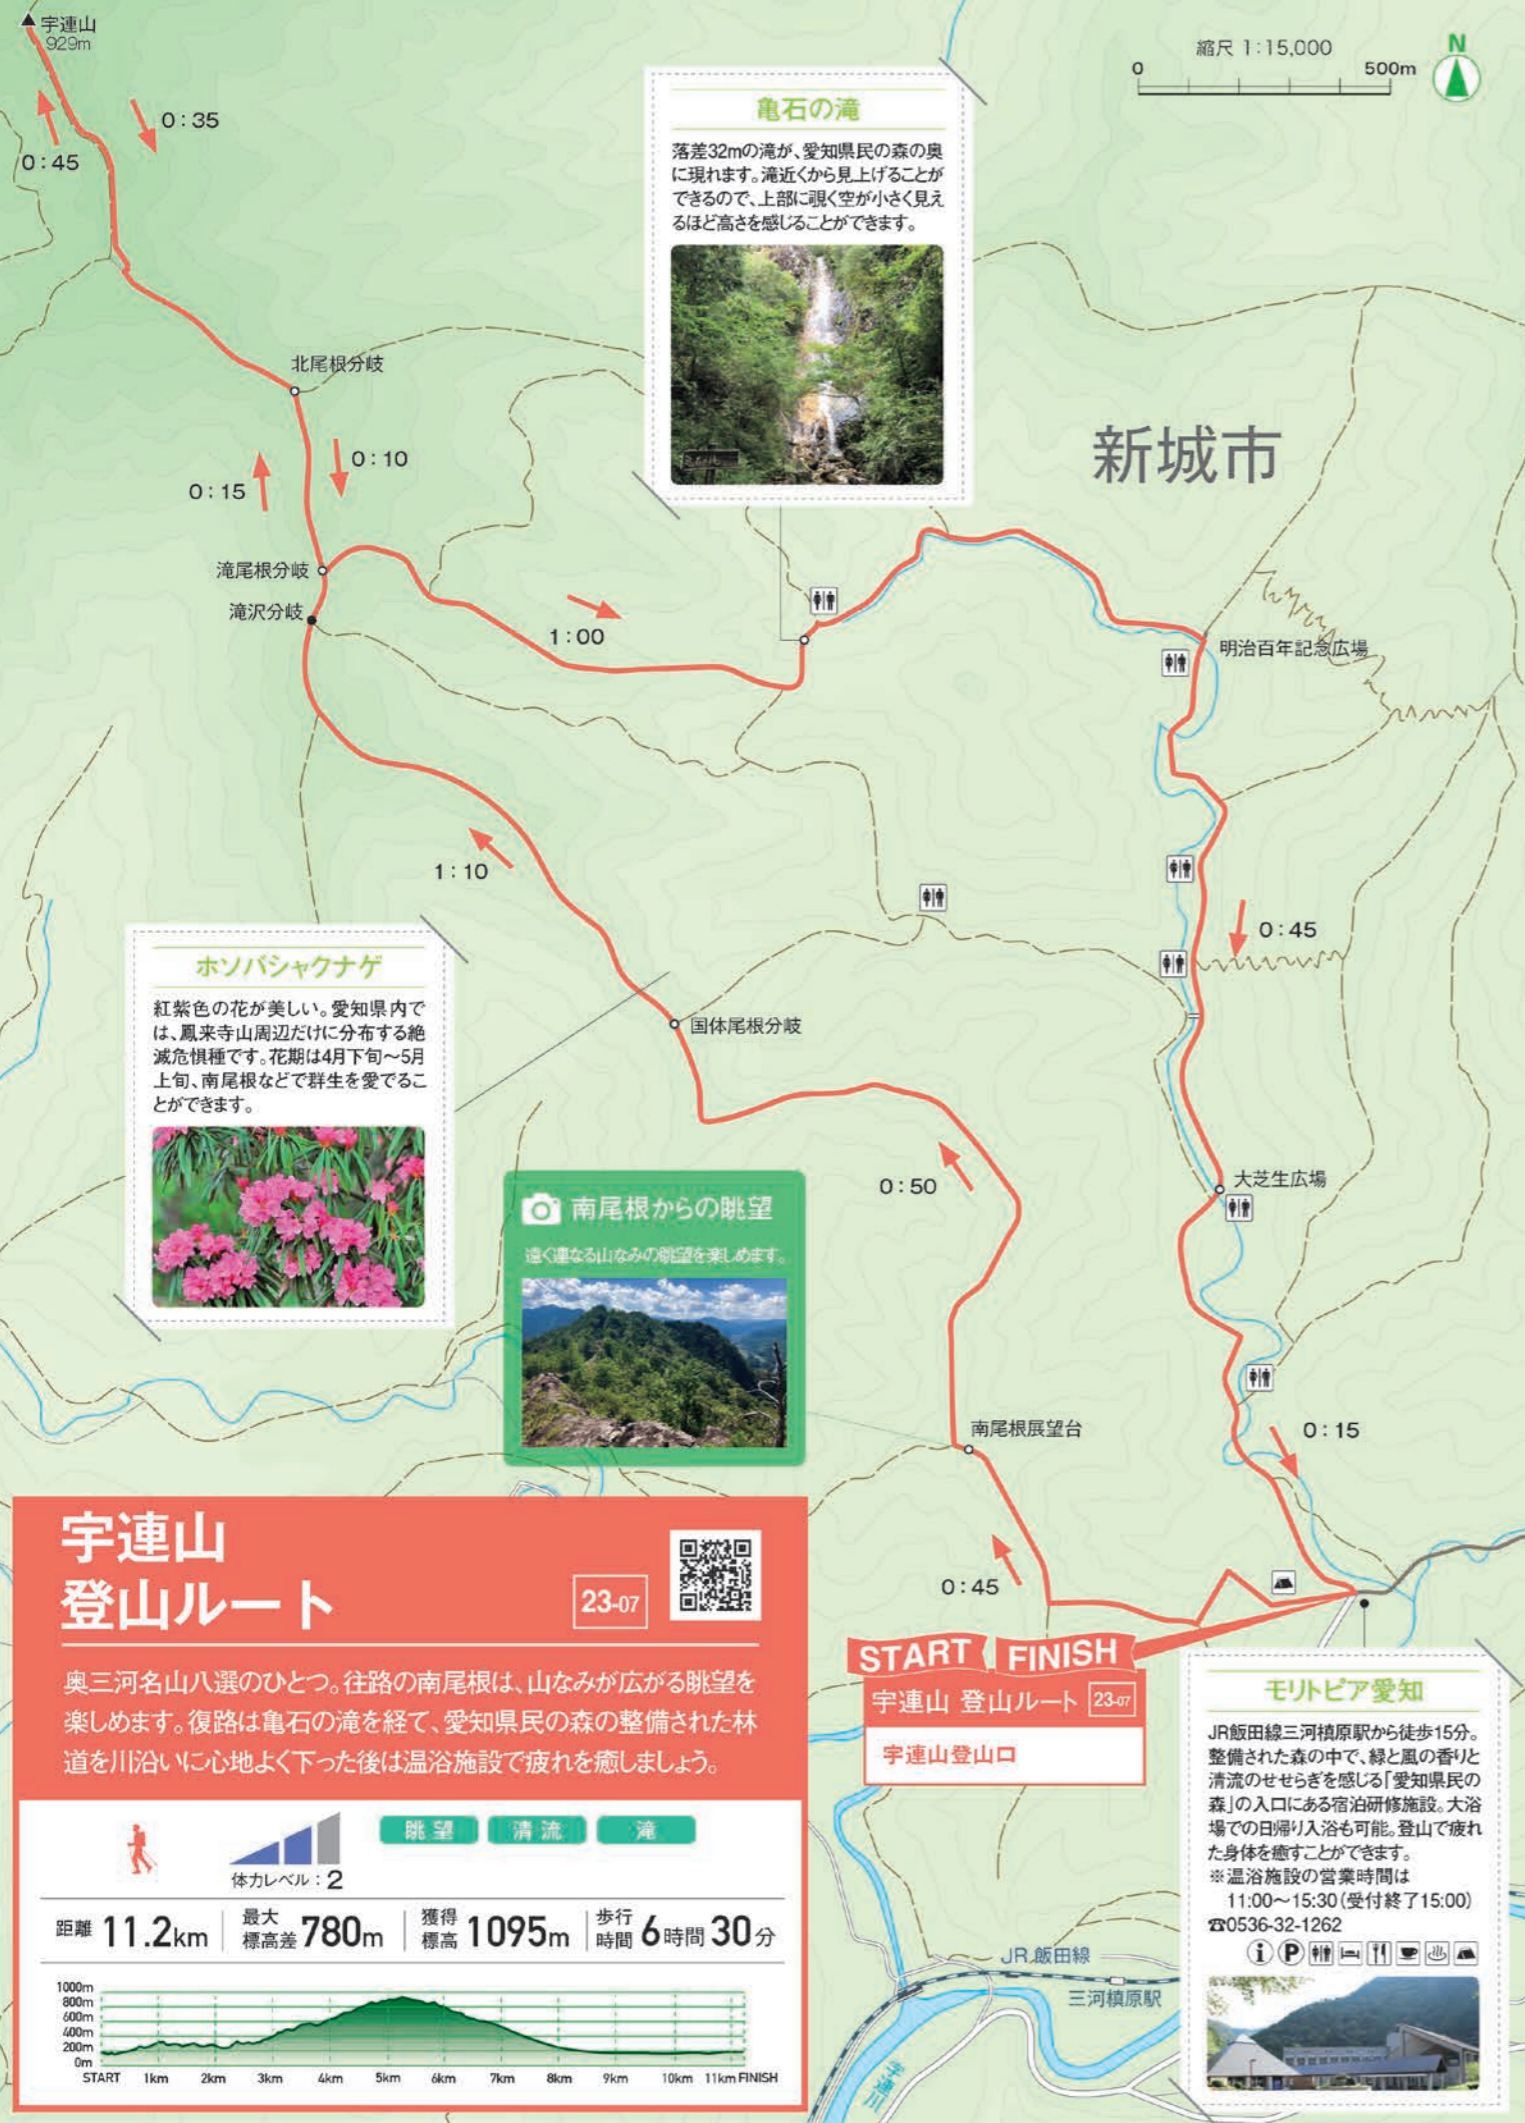 宇連山
929m
縮尺 1:15,000
0
500m
N
0:35
0:45
亀石の滝
落差32mの滝が、愛知県民の森の奥
に現れます。滝近くから見上げることが
できるので、上部に覗く空が小さく見え
るほど高さを感じることができます。
北尾根分岐
0:10
0:15
新城市
滝尾根分岐
滝沢分岐
1:00
明治百年記念広場
1:10
0:45
ホソバシャクナゲ
紅紫色の花が美しい。愛知県内で
は、鳳来寺山周辺だけに分布する絶
滅危惧種です。花期は4月下旬～5月
上旬、南尾根などで群生を愛でるこ
とができます。
国体尾根分岐
大芝生広場
0:50
南尾根からの眺望
遠く連なる山なみの眺望を楽しめます。
南尾根展望台
0:15
0:45
宇連山
登山ルート
23-07
奥三河名山八選のひとつ。往路の南尾根は、山なみが広がる眺望を
楽しめます。復路は亀石の滝を経て、愛知県民の森の整備された林
道を川沿いに心地よく下った後は温浴施設で疲れを癒しましょう。
体力レベル：2
眺望 清流 滝
距離 11.2km
最大標高差 780m
獲得標高 1095m
歩行時間 6時間30分
1000m
800m
600m
400m
200m
0m
START 1km 2km 3km 4km 5km 6km 7km 8km 9km 10km 11km FINISH
START FINISH
宇連山 登山ルート 23-07
宇連山登山口
モリトピア愛知
JR飯田線三河槙原駅から徒歩15分。
整備された森の中で、緑と風の香りと
清流のせせらぎを感じる「愛知県民の
森」の入口にある宿泊研修施設。大浴
場での日帰り入浴も可能。登山で疲れ
た身体を癒すことができます。
※温浴施設の営業時間は
11:00～15:30（受付終了15:00）
☎0536-32-1262
i P
JR飯田線
三河槙原駅
宇連川